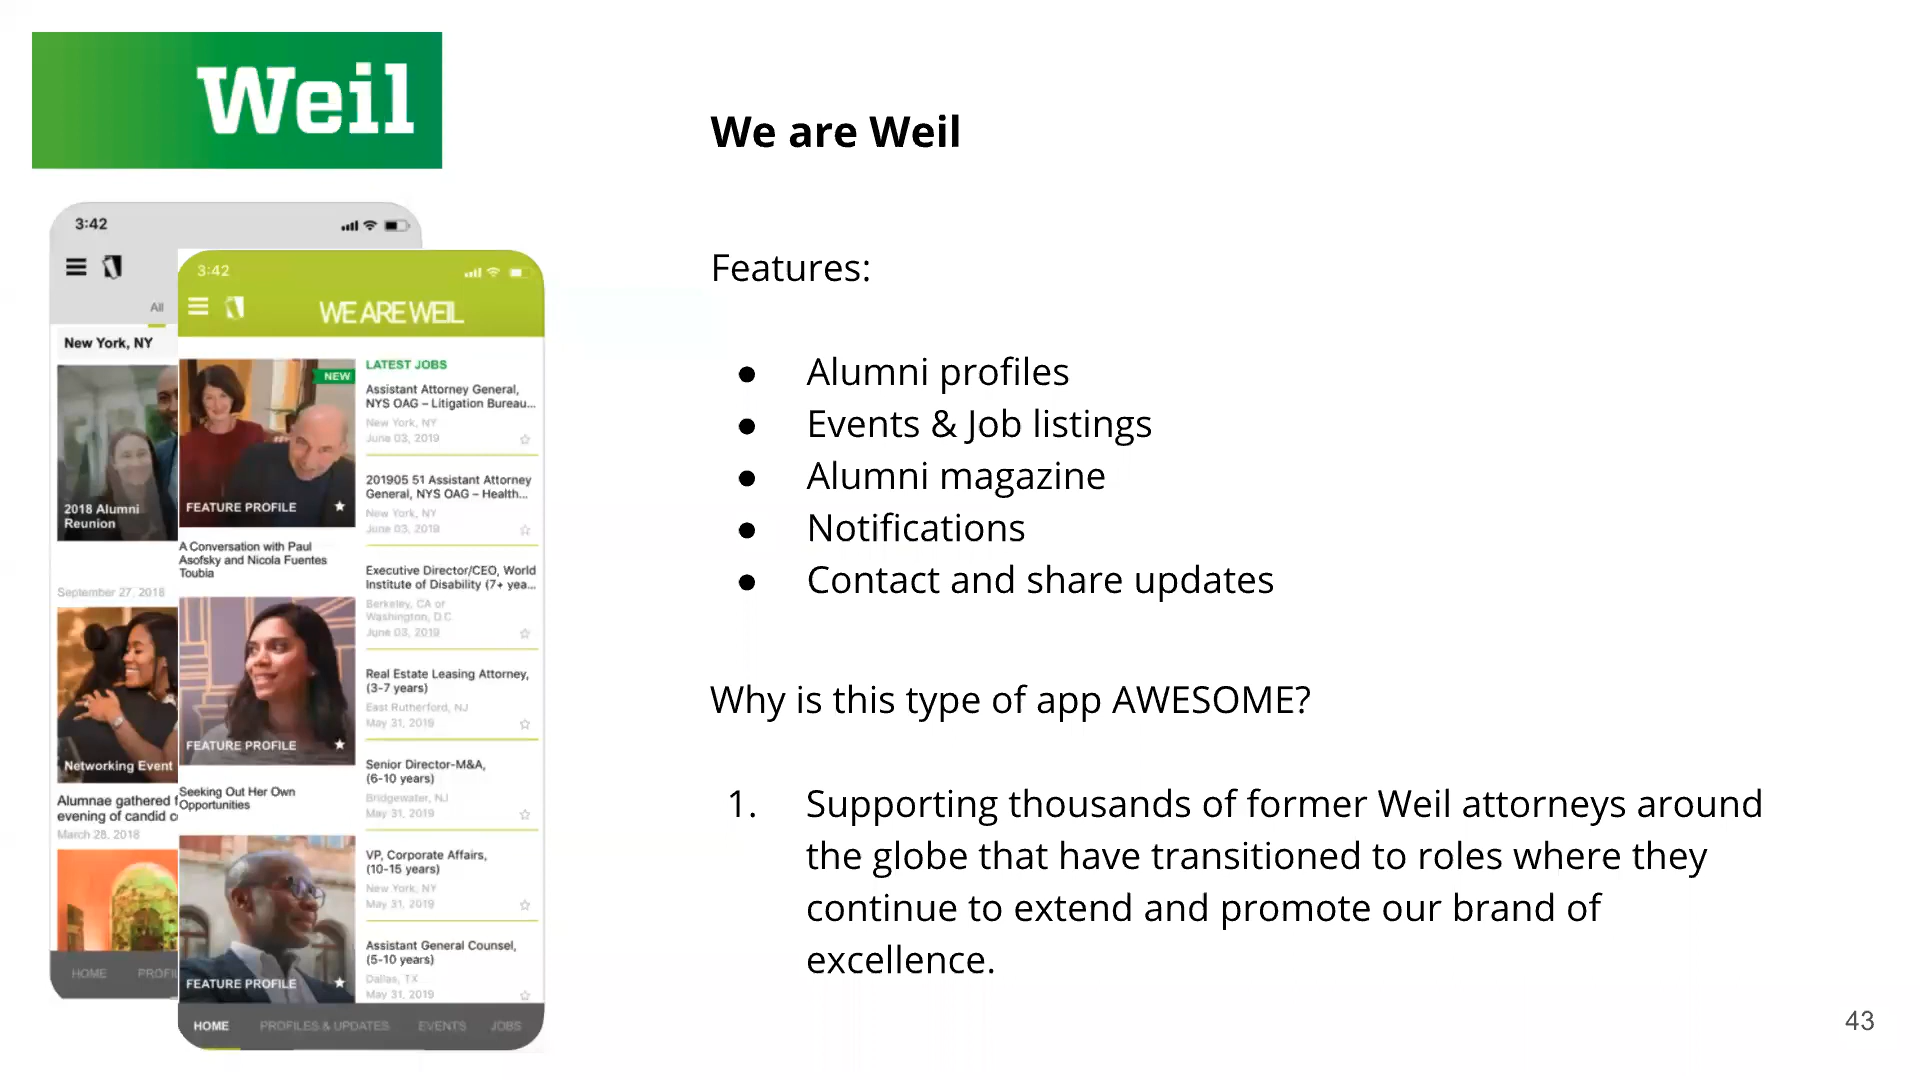 Weil
We are Weil
Features:
● Alumni profiles
● Events & Job listings
● Alumni magazine
● Notifications
● Contact and share updates
Why is this type of app AWESOME?
1. Supporting thousands of former Weil attorneys around
the globe that have transitioned to roles where they
continue to extend and promote our brand of
excellence.
43
3:42
All
New York, NY
2018 Alumni
Reunion
September 27, 2018
Networking Event
Alumnae gathered f
evening of candid c
March 28, 2018
HOME PROFIL
3:42
WE ARE WEIL
NEW
FEATURE PROFILE
A Conversation with Paul
Asofsky and Nicola Fuentes
Toubia
FEATURE PROFILE
Seeking Out Her Own
Opportunities
FEATURE PROFILE
LATEST JOBS
Assistant Attorney General,
NYS OAG – Litigation Bureau...
New York, NY
June 03, 2019
201905 51 Assistant Attorney
General, NYS OAG – Health...
New York, NY
June 03, 2019
Executive Director/CEO, World
Institute of Disability (7+ yea...
Berkeley, CA or
Washington, D.C
June 03, 2019
Real Estate Leasing Attorney,
(3-7 years)
East Rutherford, NJ
May 31, 2019
Senior Director-M&A,
(6-10 years)
Bridgewater, NJ
May 31, 2019
VP, Corporate Affairs,
(10-15 years)
New York, NY
May 31, 2019
Assistant General Counsel,
(5-10 years)
Dallas, TX
May 31, 2019
HOME PROFILES & UPDATES EVENTS JOBS